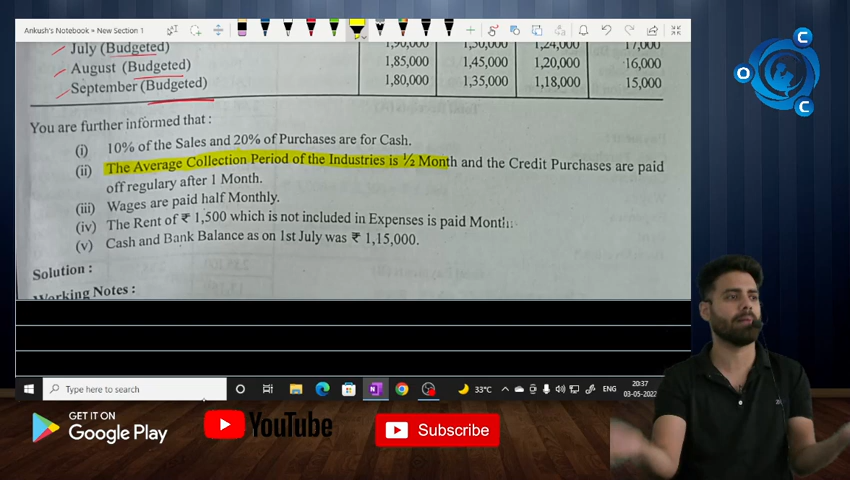 Ankush's Notebook » New Section 1
July (Budgeted) 1,90,000 1,50,000 1,24,000 17,000
August (Budgeted) 1,85,000 1,45,000 1,20,000 16,000
September (Budgeted) 1,80,000 1,35,000 1,18,000 15,000
You are further informed that :
(i) 10% of the Sales and 20% of Purchases are for Cash.
(ii) The Average Collection Period of the Industries is ½ Month and the Credit Purchases are paid
off regulary after 1 Month.
(iii) Wages are paid half Monthly.
(iv) The Rent of ₹ 1,500 which is not included in Expenses is paid
(v) Cash and Bank Balance as on 1st July was ₹ 1,15,000.
Solution :
Working Notes :
C
O
C
Type here to search
33°C
ENG
20:37
03-05-2022
GET IT ON
Google Play
YouTube
Subscribe